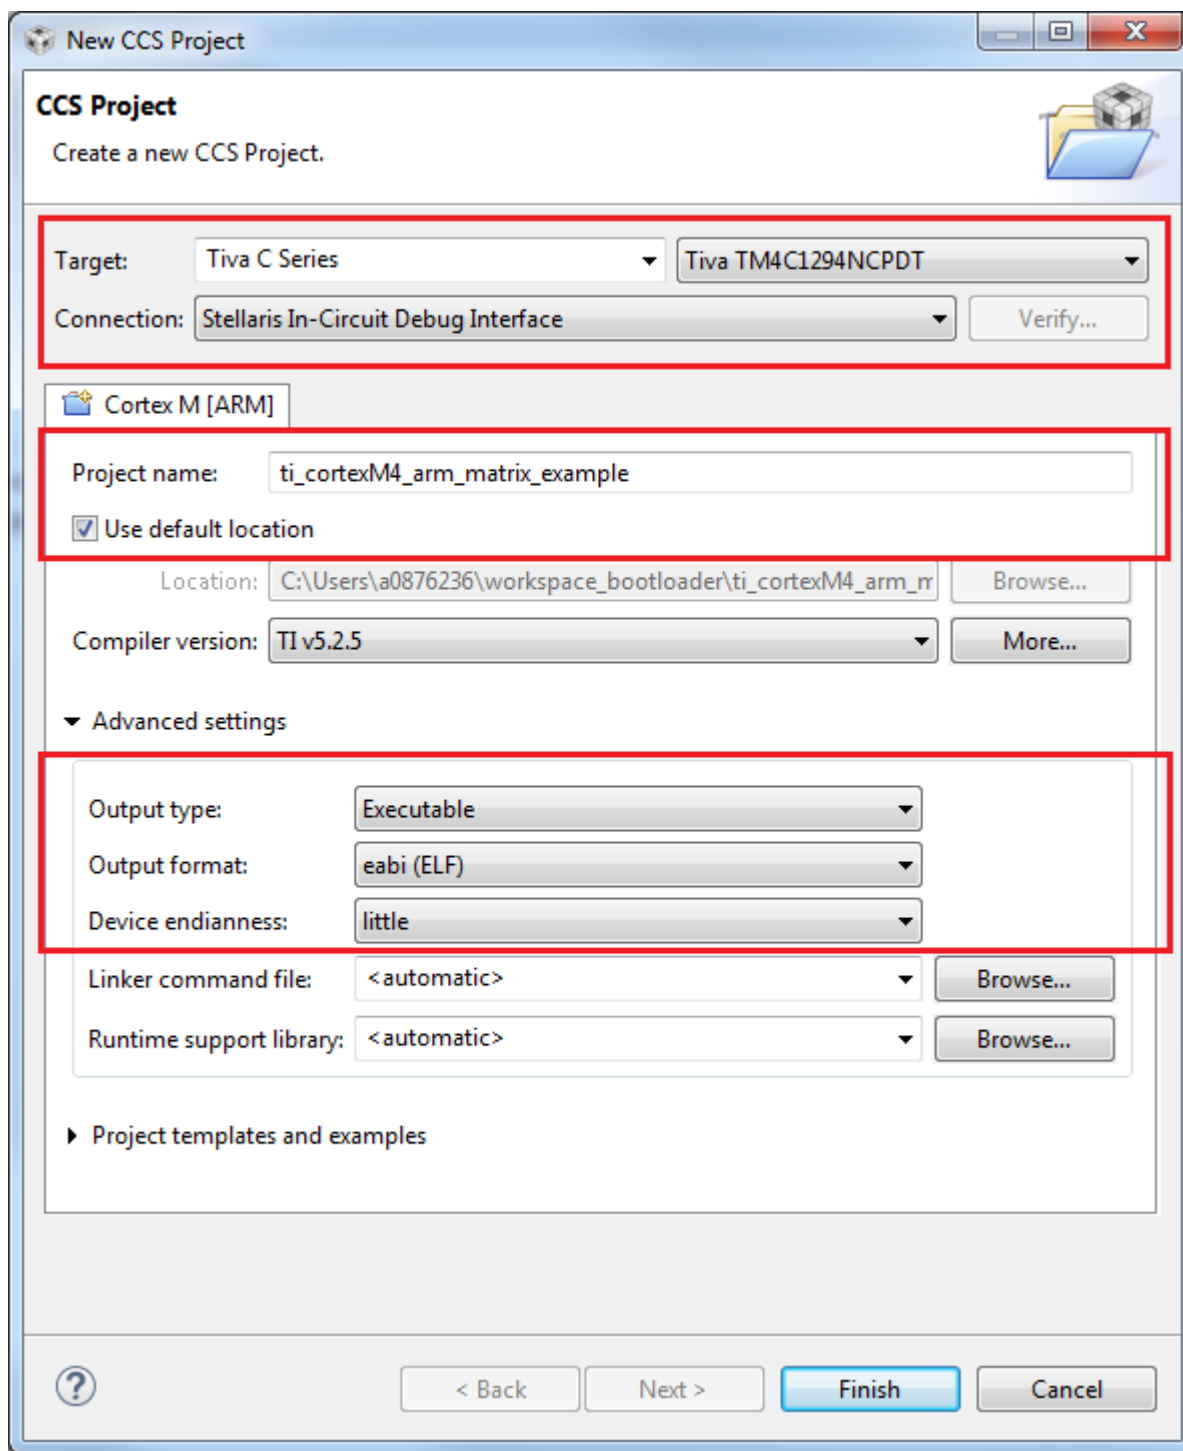 New CCS Project
CCS Project
Create a new CCS Project.
Target: Tiva C Series Tiva TM4C1294NCPDT
Connection: Stellaris In-Circuit Debug Interface Verify...
Cortex M [ARM]
Project name: ti_cortexM4_arm_matrix_example
Use default location
Location: C:\Users\a0876236\workspace_bootloader\ti_cortexM4_arm_m Browse...
Compiler version: TI v5.2.5 More...
Advanced settings
Output type: Executable
Output format: eabi (ELF)
Device endianness: little
Linker command file: <automatic> Browse...
Runtime support library: <automatic> Browse...
Project templates and examples
? < Back Next > Finish Cancel